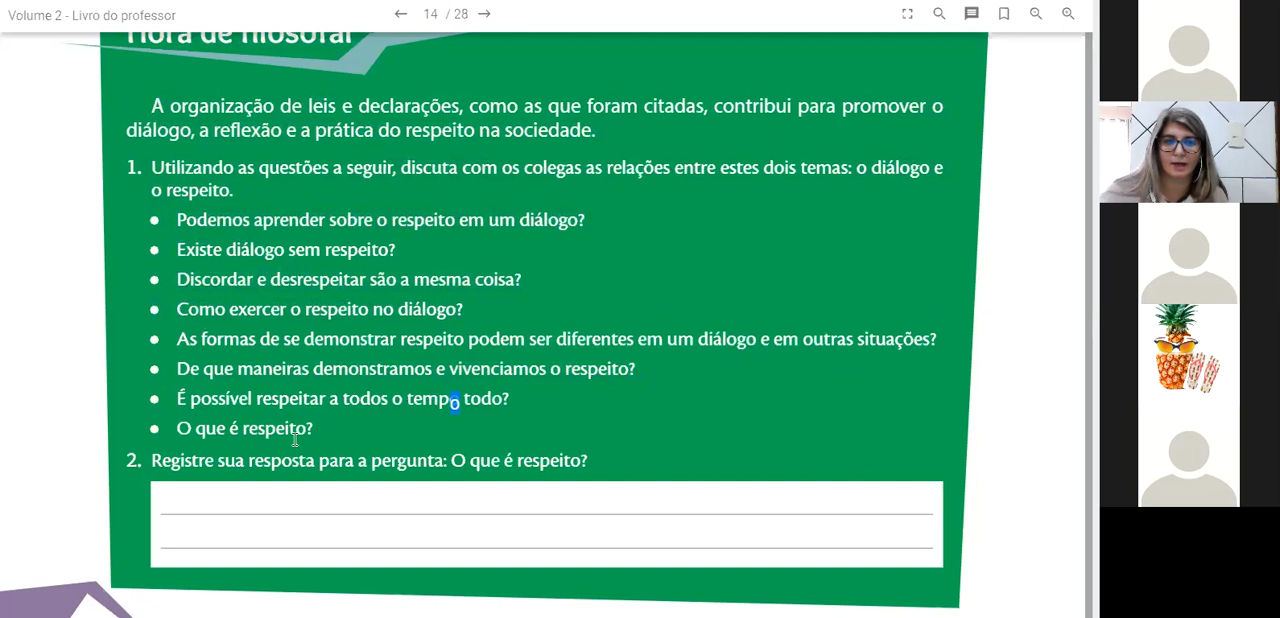 Volume 2 - Livro do professor
14 / 28
Hora de filosofar
A organização de leis e declarações, como as que foram citadas, contribui para promover o
diálogo, a reflexão e a prática do respeito na sociedade.
1. Utilizando as questões a seguir, discuta com os colegas as relações entre estes dois temas: o diálogo e
o respeito.
• Podemos aprender sobre o respeito em um diálogo?
• Existe diálogo sem respeito?
• Discordar e desrespeitar são a mesma coisa?
• Como exercer o respeito no diálogo?
• As formas de se demonstrar respeito podem ser diferentes em um diálogo e em outras situações?
• De que maneiras demonstramos e vivenciamos o respeito?
• É possível respeitar a todos o tempo todo?
• O que é respeito?
2. Registre sua resposta para a pergunta: O que é respeito?